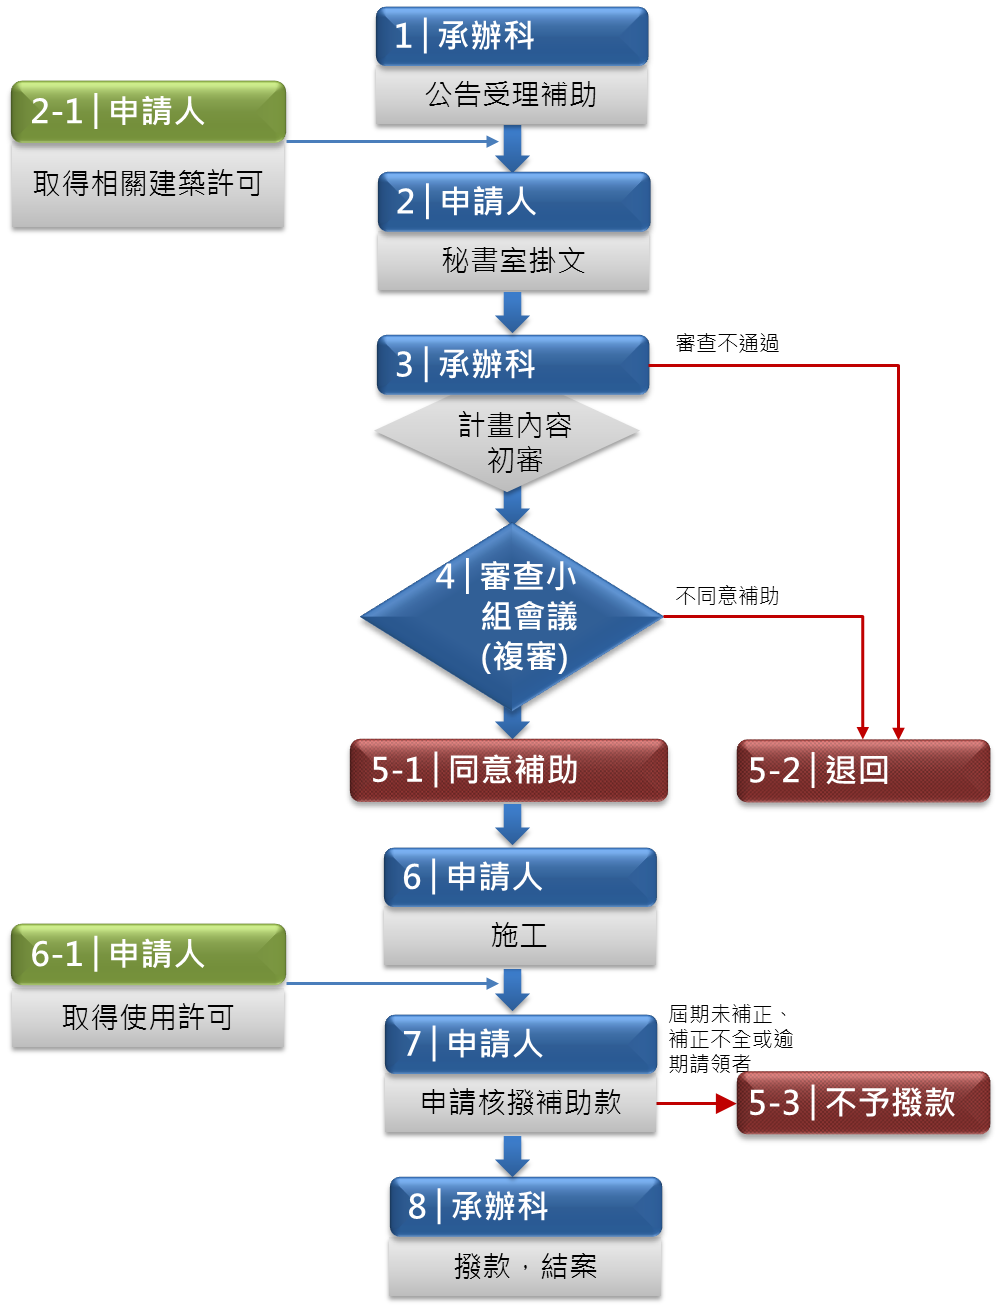 1│承辦科
公告受理補助
2-1│申請人
取得相關建築許可
2│申請人
秘書室掛文
3│承辦科
計畫內容
初審
審查不通過
4│審查小
組會議
(複審)
不同意補助
5-1│同意補助
5-2│退回
6│申請人
施工
6-1│申請人
取得使用許可
7│申請人
申請核撥補助款
屆期未補正、
補正不全或逾
期請領者
5-3│不予撥款
8│承辦科
撥款，結案